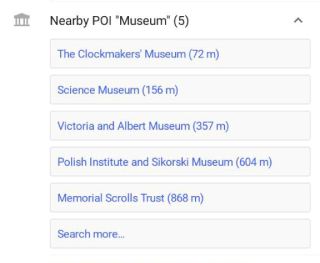 Nearby POI "Museum" (5)
The Clockmakers' Museum (72 m)
Science Museum (156 m)
Victoria and Albert Museum (357 m)
Polish Institute and Sikorski Museum (604 m)
Memorial Scrolls Trust (868 m)
Search more...